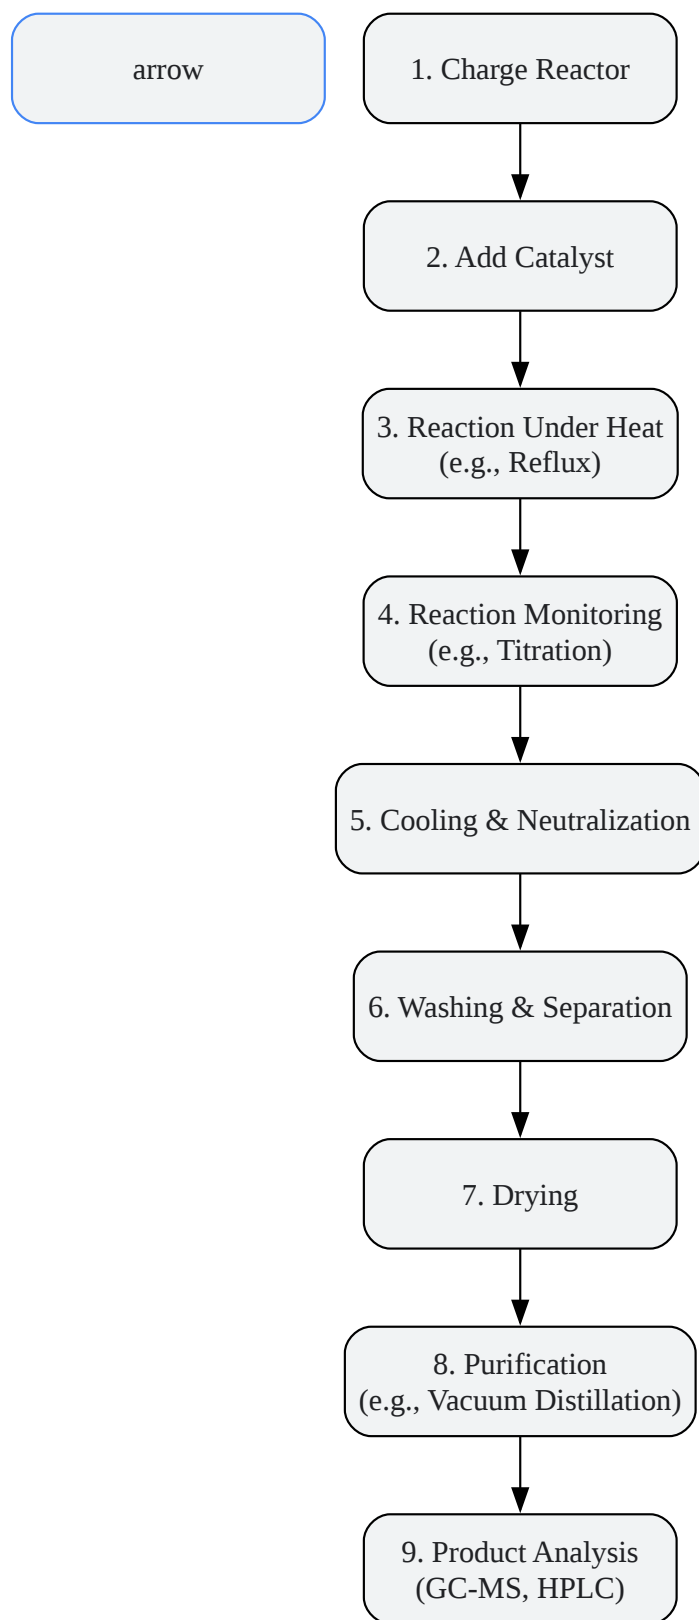 arrow
1. Charge Reactor
2. Add Catalyst
3. Reaction Under Heat
(e.g., Reflux)
4. Reaction Monitoring
(e.g., Titration)
5. Cooling & Neutralization
6. Washing & Separation
7. Drying
8. Purification
(e.g., Vacuum Distillation)
9. Product Analysis
(GC-MS, HPLC)